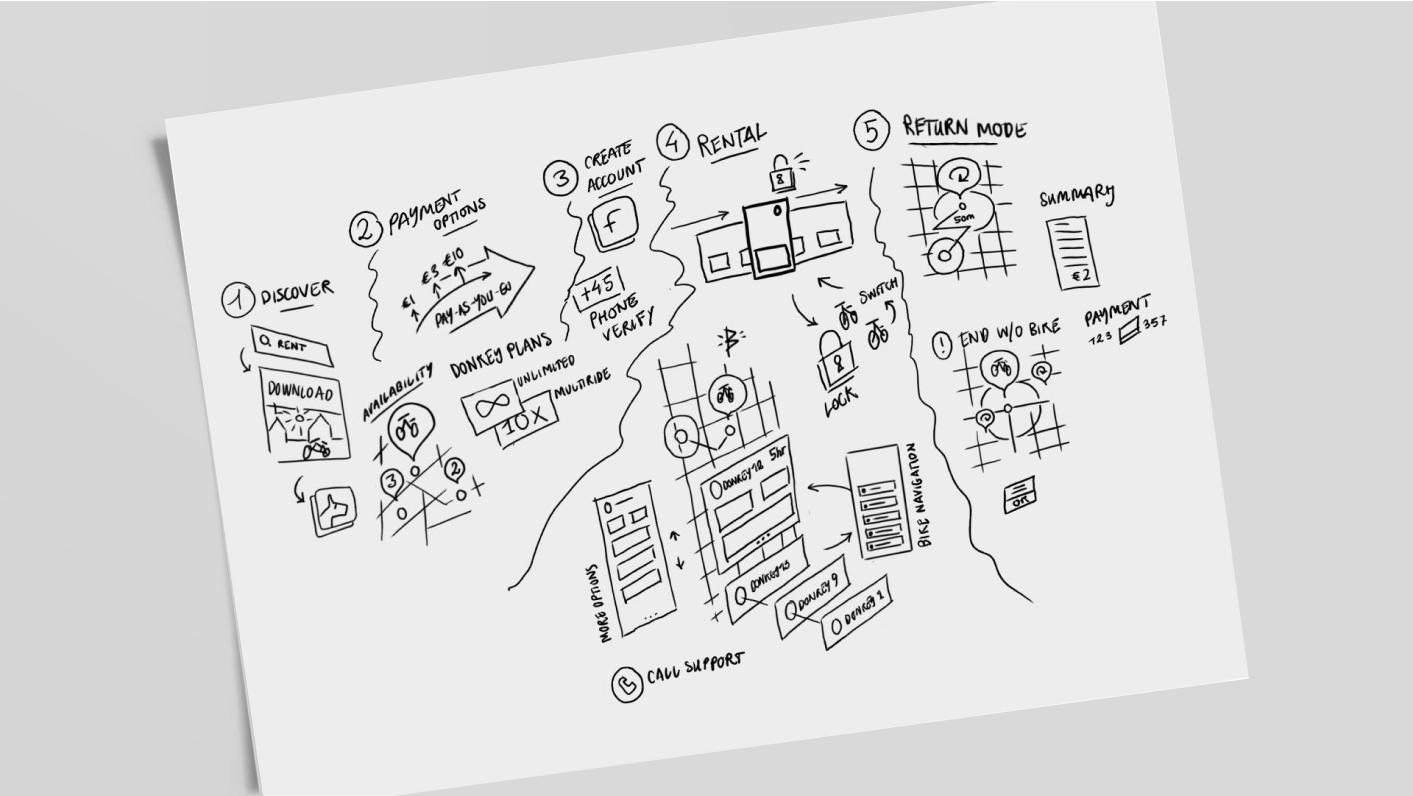 1 DISCOVER
RENT
DOWNLOAD
2 PAYMENT
OPTIONS
€1 €3 €10
PAY-AS-YOU-GO
AVAILABILITY
3
2
DONKEY PLANS
∞ UNLIMITED
10X MULTIRIDE
3 CREATE
ACCOUNT
f
+45
PHONE
VERIFY
4 RENTAL
8
SWITCH
8
LOCK
DONKEY 12 5hr
DONKEY 13
DONKEY 9
DONKEY 1
BIKE NAVIGATION
MORE OPTIONS
CALL SUPPORT
5 RETURN MODE
50m
SUMMARY
€2
! END W/O BIKE
PAYMENT
123 357